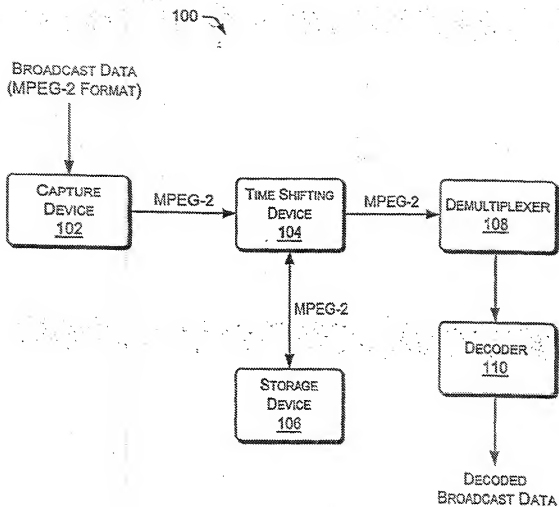 100
BROADCAST DATA
(MPEG-2 FORMAT)
CAPTURE
DEVICE
102
MPEG-2
TIME SHIFTING
DEVICE
104
MPEG-2
DEMULTIPLEXER
108
MPEG-2
STORAGE
DEVICE
106
DECODER
110
DECODED
BROADCAST DATA